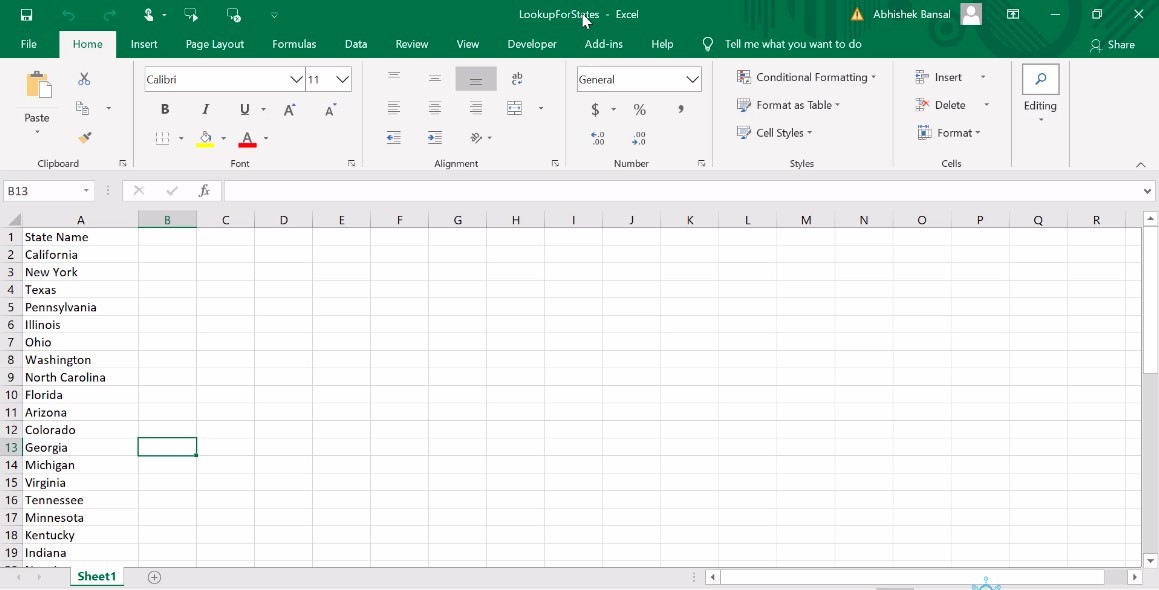 LookupForStates - Excel
Abhishek Bansal
File Home Insert Page Layout Formulas Data Review View Developer Add-ins Help Tell me what you want to do Share
Calibri 11
ab
General
Conditional Formatting
Insert
Paste
B I U A A
$ % ,
Format as Table
Delete
Editing
A
Cell Styles
Format
Clipboard Font Alignment Number Styles Cells
B13 fx
A B C D E F G H I J K L M N O P Q R
1 State Name
2 California
3 New York
4 Texas
5 Pennsylvania
6 Illinois
7 Ohio
8 Washington
9 North Carolina
10 Florida
11 Arizona
12 Colorado
13 Georgia
14 Michigan
15 Virginia
16 Tennessee
17 Minnesota
18 Kentucky
19 Indiana
Sheet1